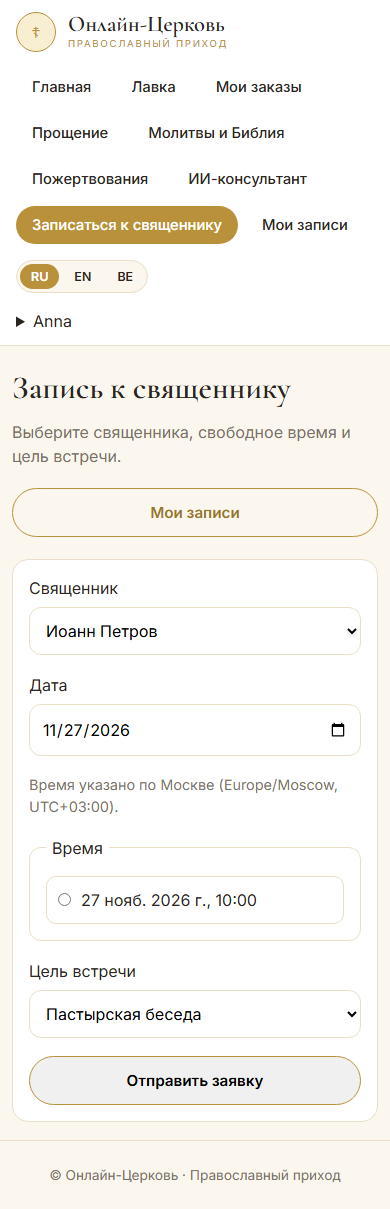 Онлайн-Церковь
ПРАВОСЛАВНЫЙ ПРИХОД
Главная Лавка Мои заказы
Прощение Молитвы и Библия
Пожертвования ИИ-консультант
Записаться к священнику Мои записи
RU EN BE
Anna
Запись к священнику
Выберите священника, свободное время и
цель встречи.
Мои записи
Священник
Иоанн Петров
Дата
11/27/2026
Время указано по Москве (Europe/Moscow,
UTC+03:00).
Время
27 нояб. 2026 г., 10:00
Цель встречи
Пастырская беседа
Отправить заявку
© Онлайн-Церковь · Православный приход